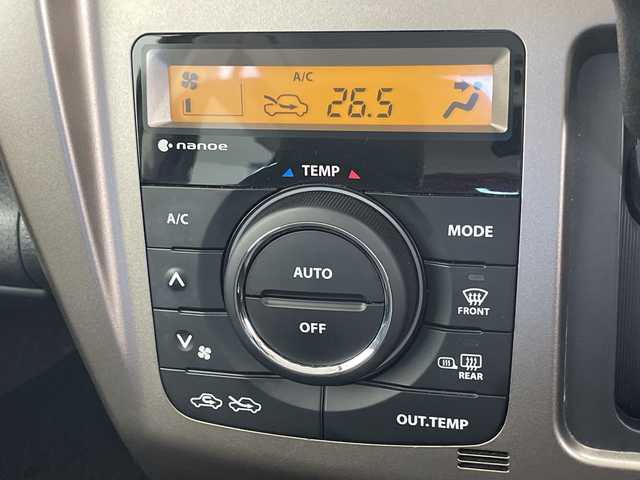 A/C
26.5
nanoe
TEMP
A/C
MODE
AUTO
OFF
FRONT
REAR
OUT.TEMP